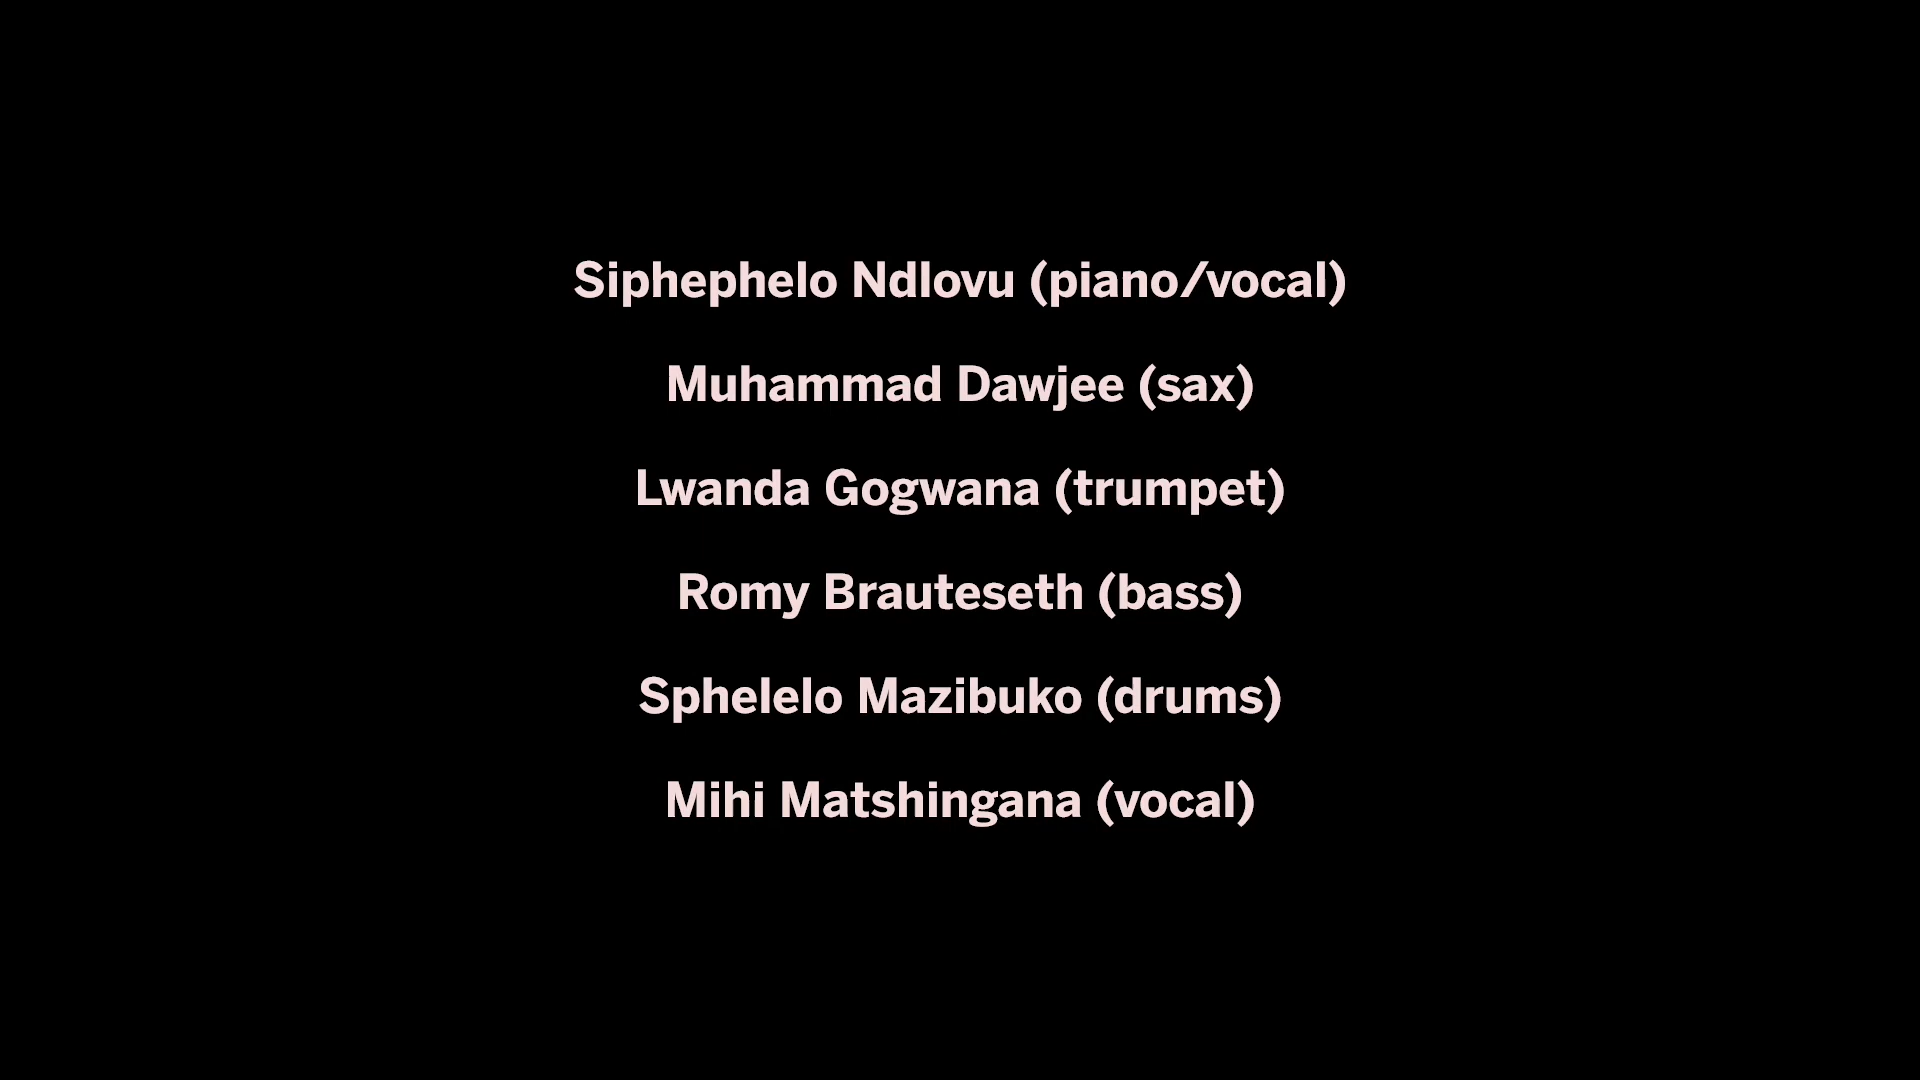 Siphephelo Ndlovu (piano/vocal)
Muhammad Dawjee (sax)
Lwanda Gogwana (trumpet)
Romy Brauteseth (bass)
Sphelelo Mazibuko (drums)
Mihi Matshingana (vocal)